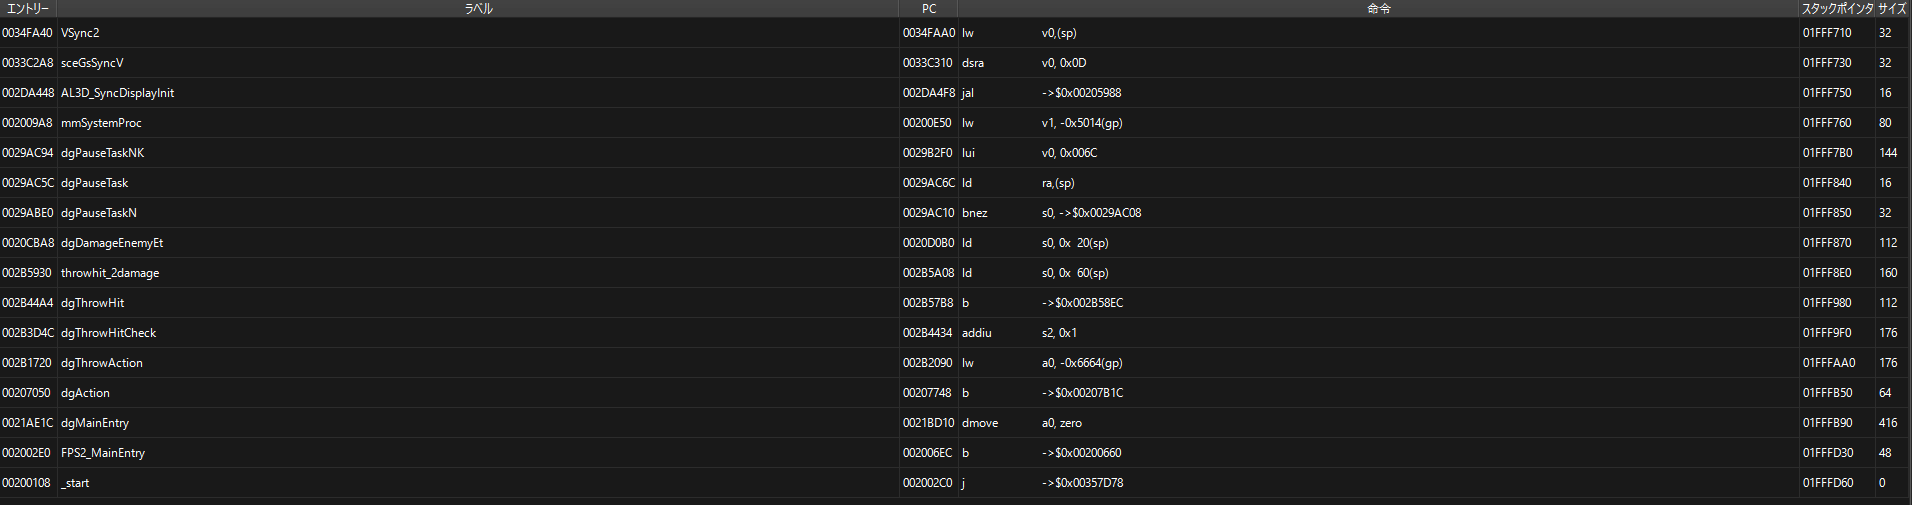 エントリー ラベル PC 命令 スタックポインタ サイズ
0034FA40 VSync2 0034FAA0 lw v0,(sp) 01FFF710 32
0033C2A8 sceGsSyncV 0033C310 dsra v0, 0x0D 01FFF730 32
002DA448 AL3D_SyncDisplayInit 002DA4F8 jal ->$0x00205988 01FFF750 16
002009A8 mmSystemProc 00200E50 lw v1, -0x5014(gp) 01FFF760 80
0029AC94 dgPauseTaskNK 0029B2F0 lui v0, 0x006C 01FFF7B0 144
0029AC5C dgPauseTask 0029AC6C ld ra,(sp) 01FFF840 16
0029ABE0 dgPauseTaskN 0029AC10 bnez s0, ->$0x0029AC08 01FFF850 32
0020CBA8 dgDamageEnemyEt 0020D0B0 ld s0, 0x 20(sp) 01FFF870 112
002B5930 throwhit_2damage 002B5A08 ld s0, 0x 60(sp) 01FFF8E0 160
002B44A4 dgThrowHit 002B57B8 b ->$0x002B58EC 01FFF980 112
002B3D4C dgThrowHitCheck 002B4434 addiu s2, 0x1 01FFF9F0 176
002B1720 dgThrowAction 002B2090 lw a0, -0x6664(gp) 01FFFAA0 176
00207050 dgAction 00207748 b ->$0x00207B1C 01FFFB50 64
0021AE1C dgMainEntry 0021BD10 dmove a0, zero 01FFFB90 416
002002E0 FPS2_MainEntry 002006EC b ->$0x00200660 01FFFD30 48
00200108 _start 002002C0 j ->$0x00357D78 01FFFD60 0